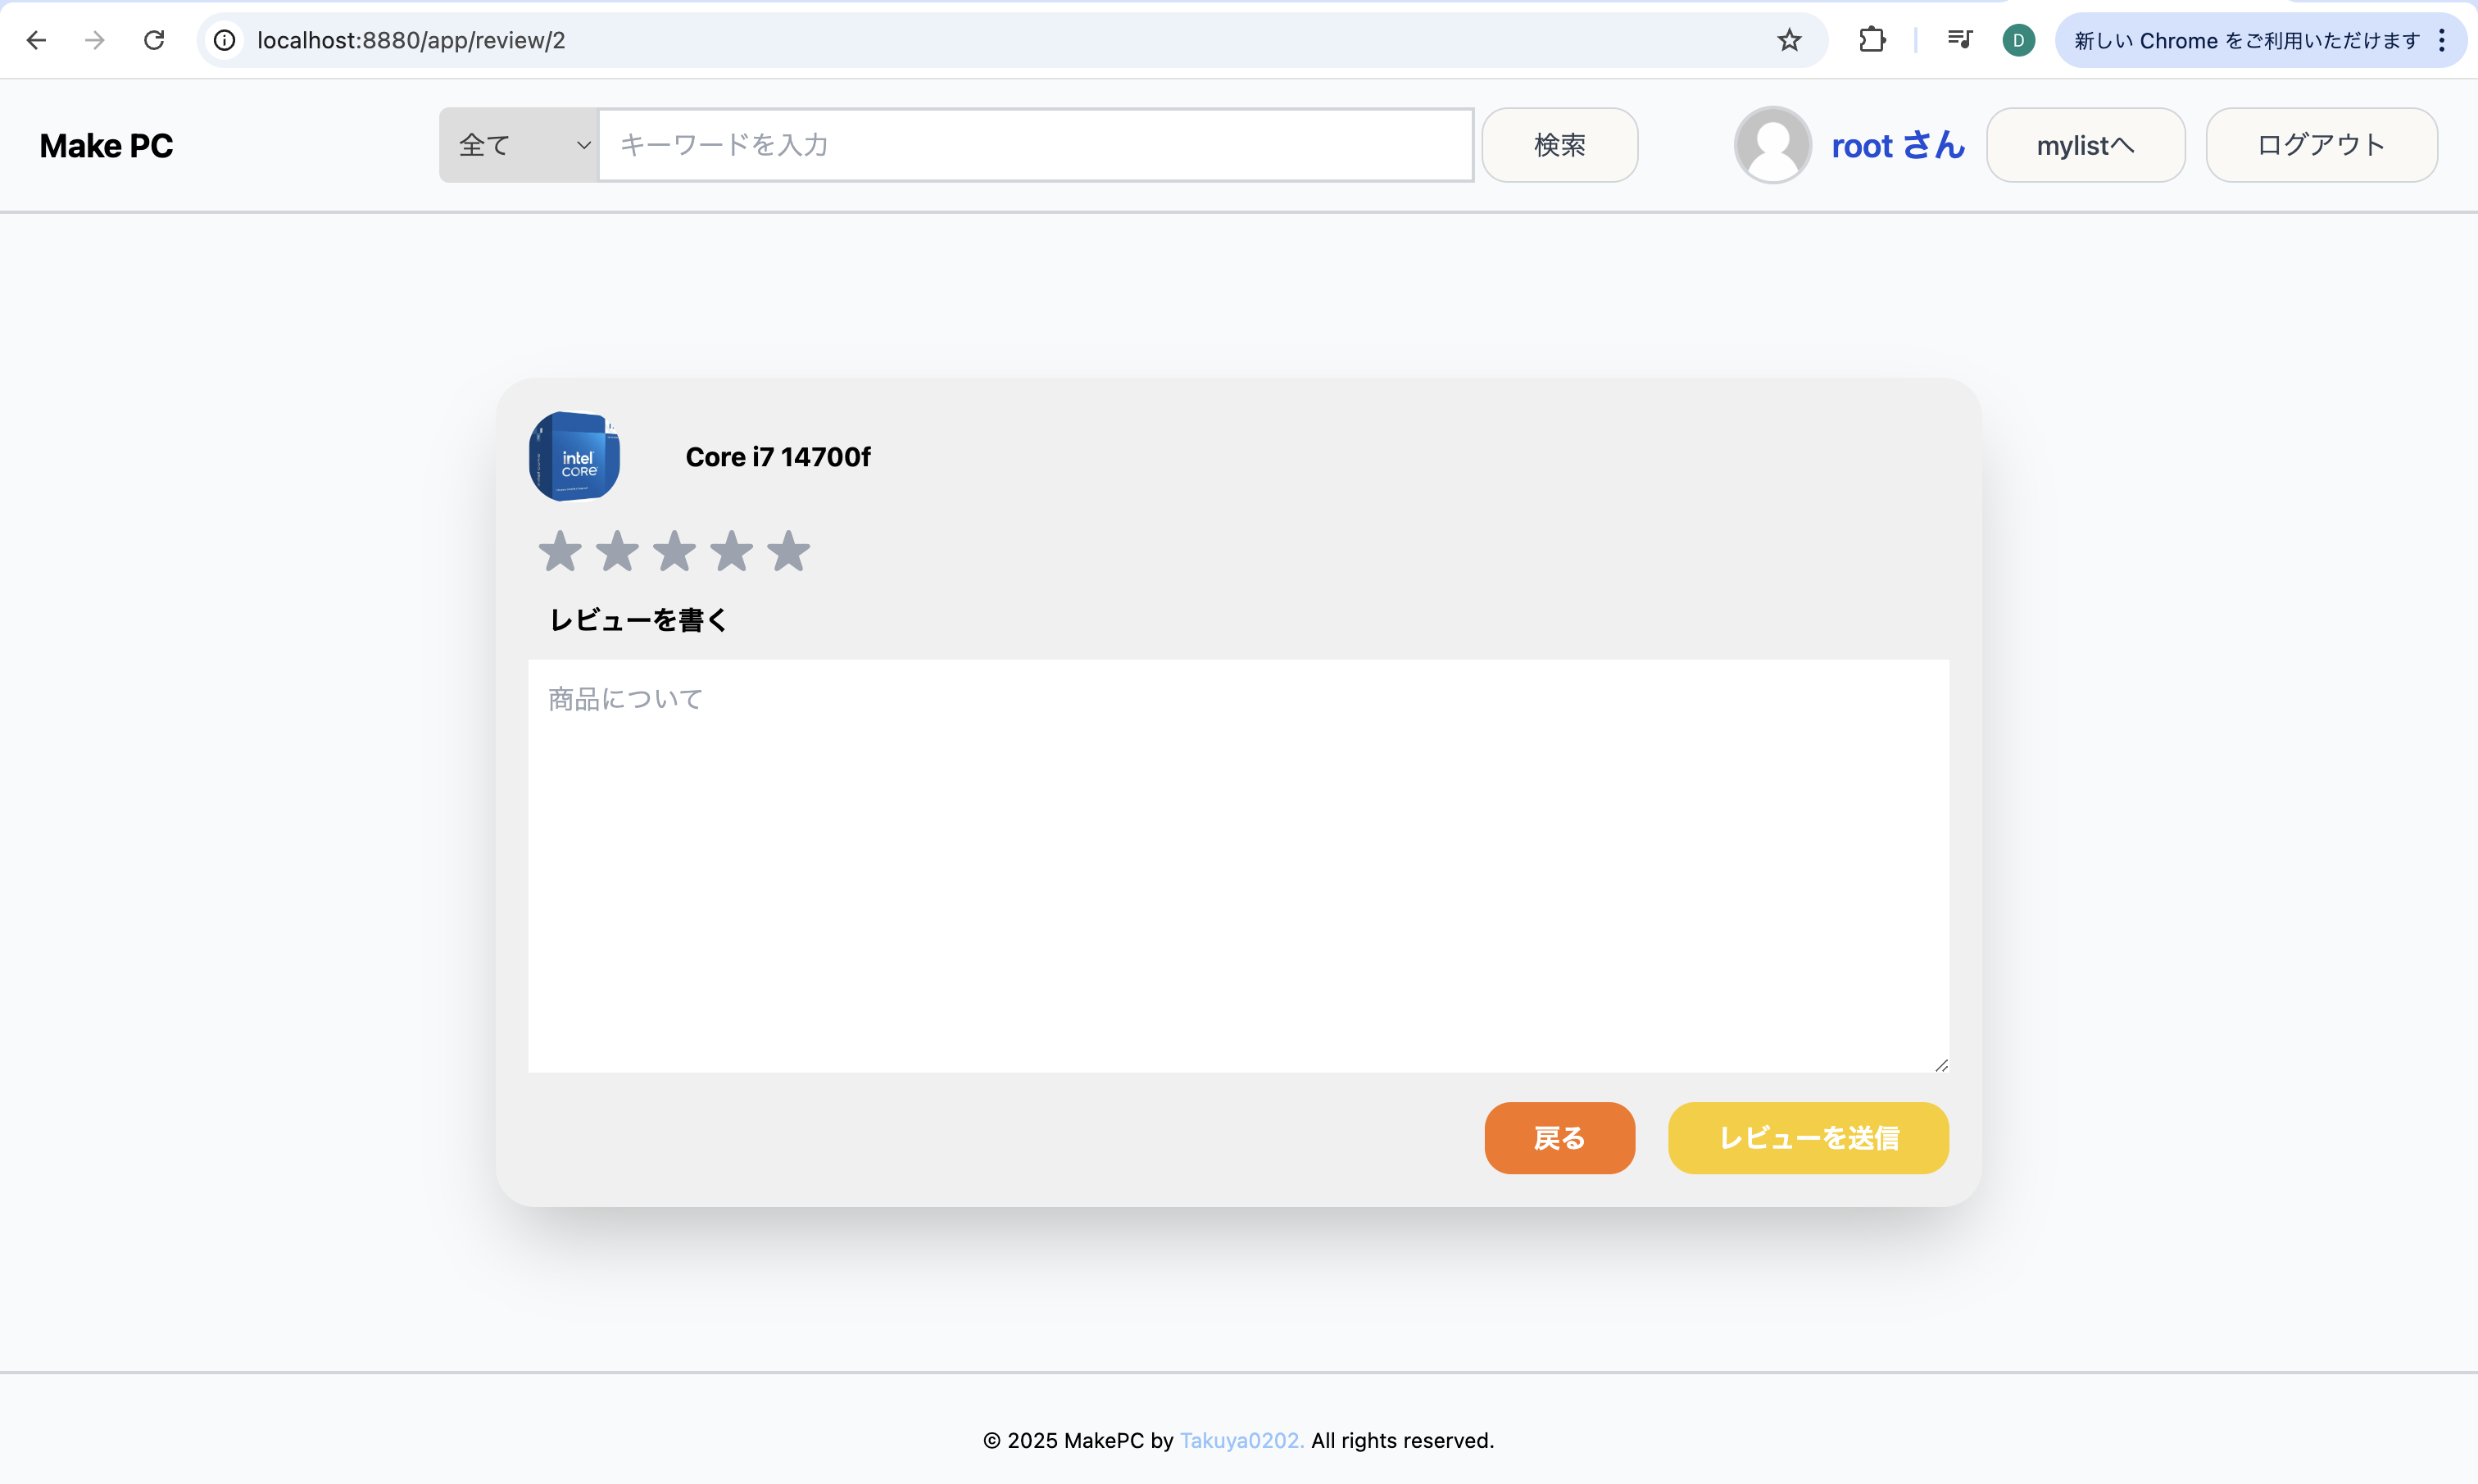 localhost:8880/app/review/2
D
新しい Chrome をご利用いただけます
Make PC
全て
キーワードを入力
検索
root さん
mylistへ
ログアウト
intel
CORE
Core i7 14700f
レビューを書く
商品について
戻る
レビューを送信
© 2025 MakePC by Takuya0202. All rights reserved.